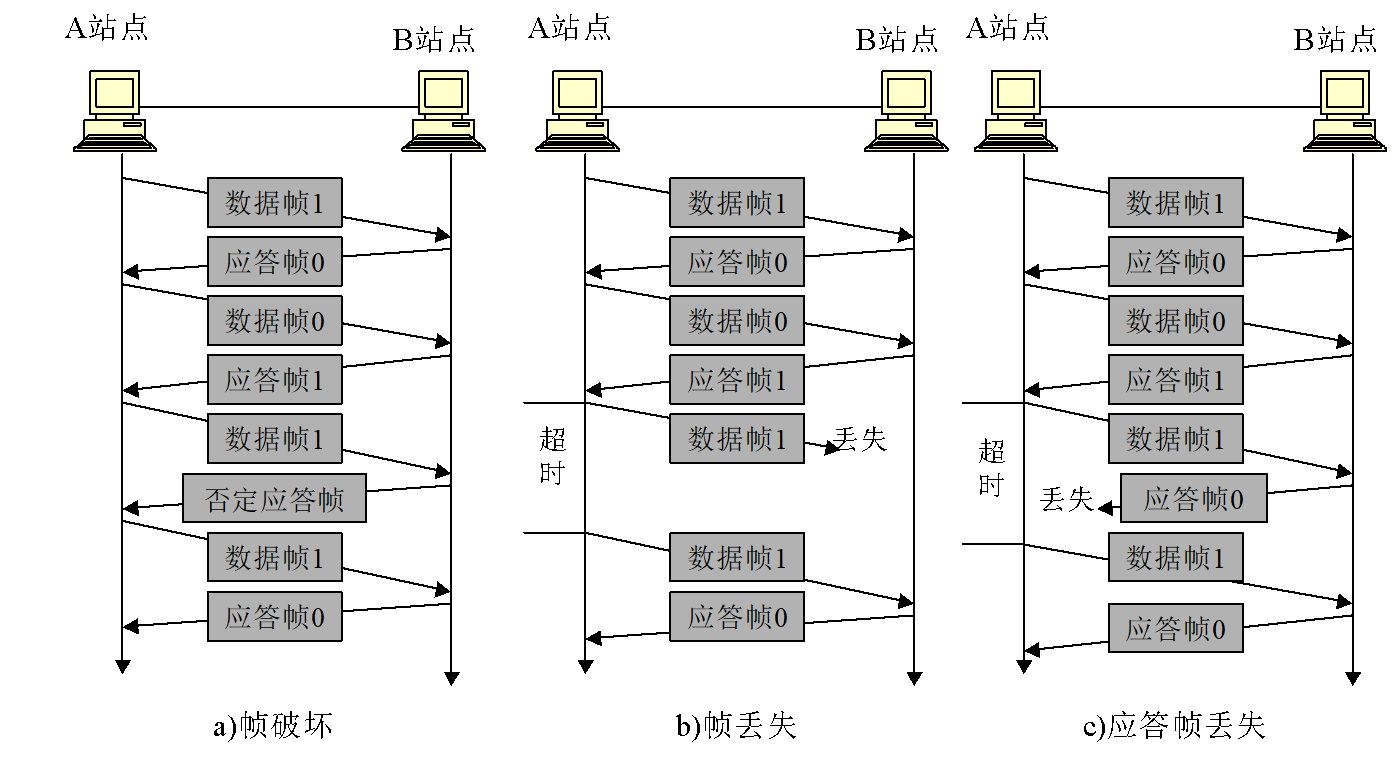 A站点
B站点
数据帧1
应答帧0
数据帧0
应答帧1
数据帧1
否定应答帧
数据帧1
应答帧0
a)帧破坏
A站点
B站点
数据帧1
应答帧0
数据帧0
应答帧1
超时
数据帧1
丢失
数据帧1
应答帧0
b)帧丢失
A站点
B站点
数据帧1
应答帧0
数据帧0
应答帧1
超时
数据帧1
丢失
应答帧0
数据帧1
应答帧0
c)应答帧丢失